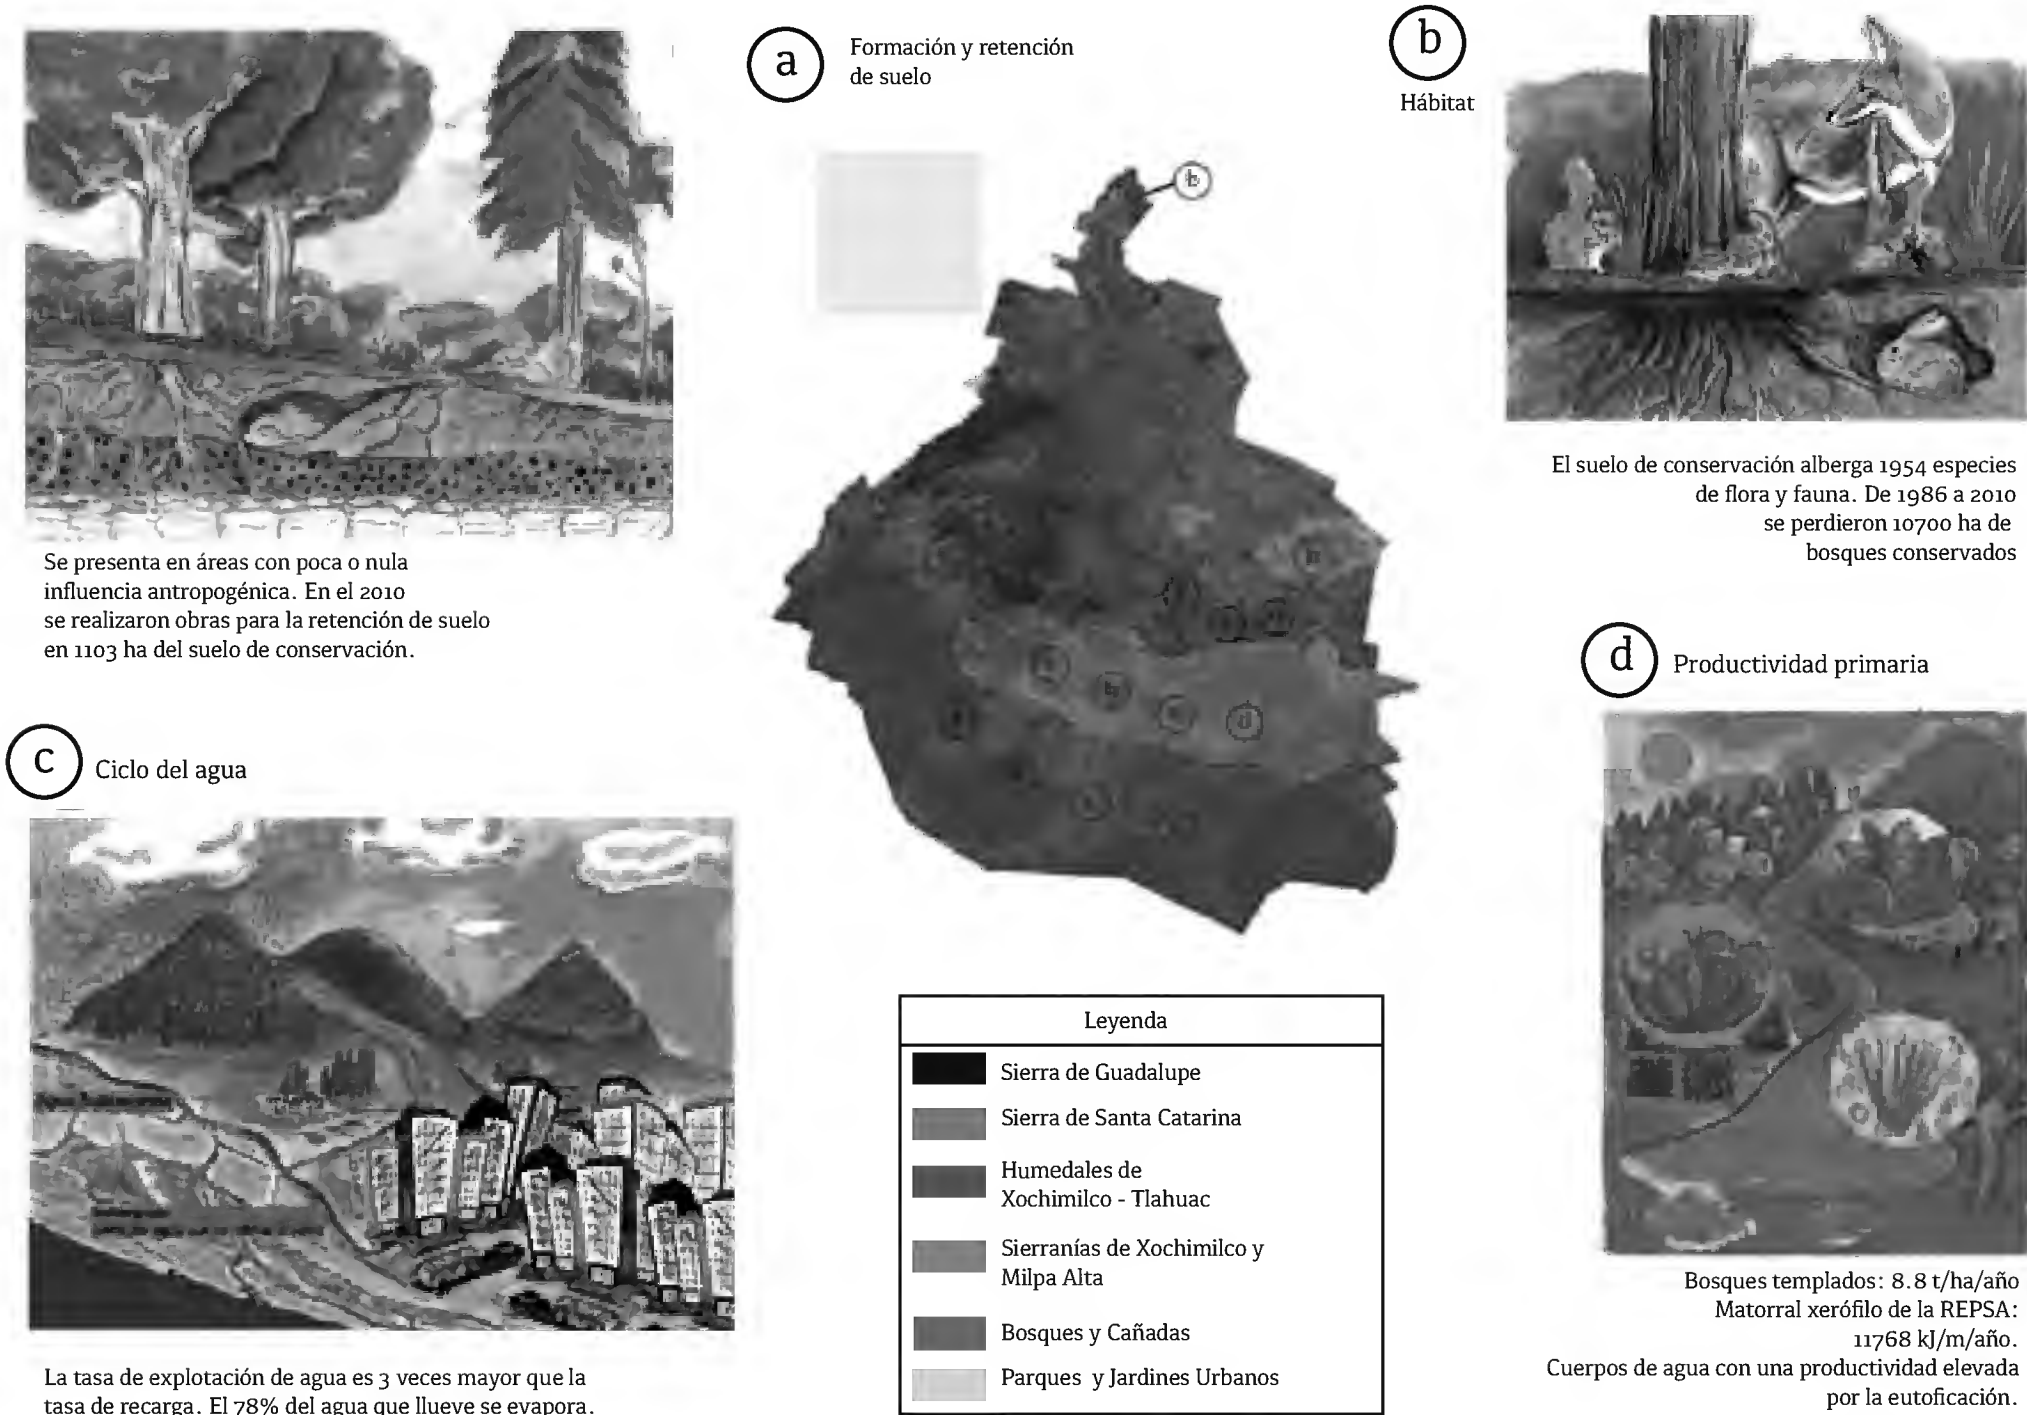 a
Formación y retención
de suelo
Se presenta en áreas con poca o nula
influencia antropogénica. En el 2010
se realizaron obras para la retención de suelo
en 1103 ha del suelo de conservación.
b
Hábitat
El suelo de conservación alberga 1954 especies
de flora y fauna. De 1986 a 2010
se perdieron 10700 ha de
bosques conservados
c
Ciclo del agua
La tasa de explotación de agua es 3 veces mayor que la
tasa de recarga. El 78% del agua que llueve se evapora.
d
Productividad primaria
Bosques templados: 8.8 t/ha/año
Matorral xerófilo de la REPSA:
11768 kJ/m/año.
Cuerpos de agua con una productividad elevada
por la eutoficación.
b
d
Leyenda
Sierra de Guadalupe
Sierra de Santa Catarina
Humedales de
Xochimilco - Tlahuac
Sierranías de Xochimilco y
Milpa Alta
Bosques y Cañadas
Parques y Jardines Urbanos